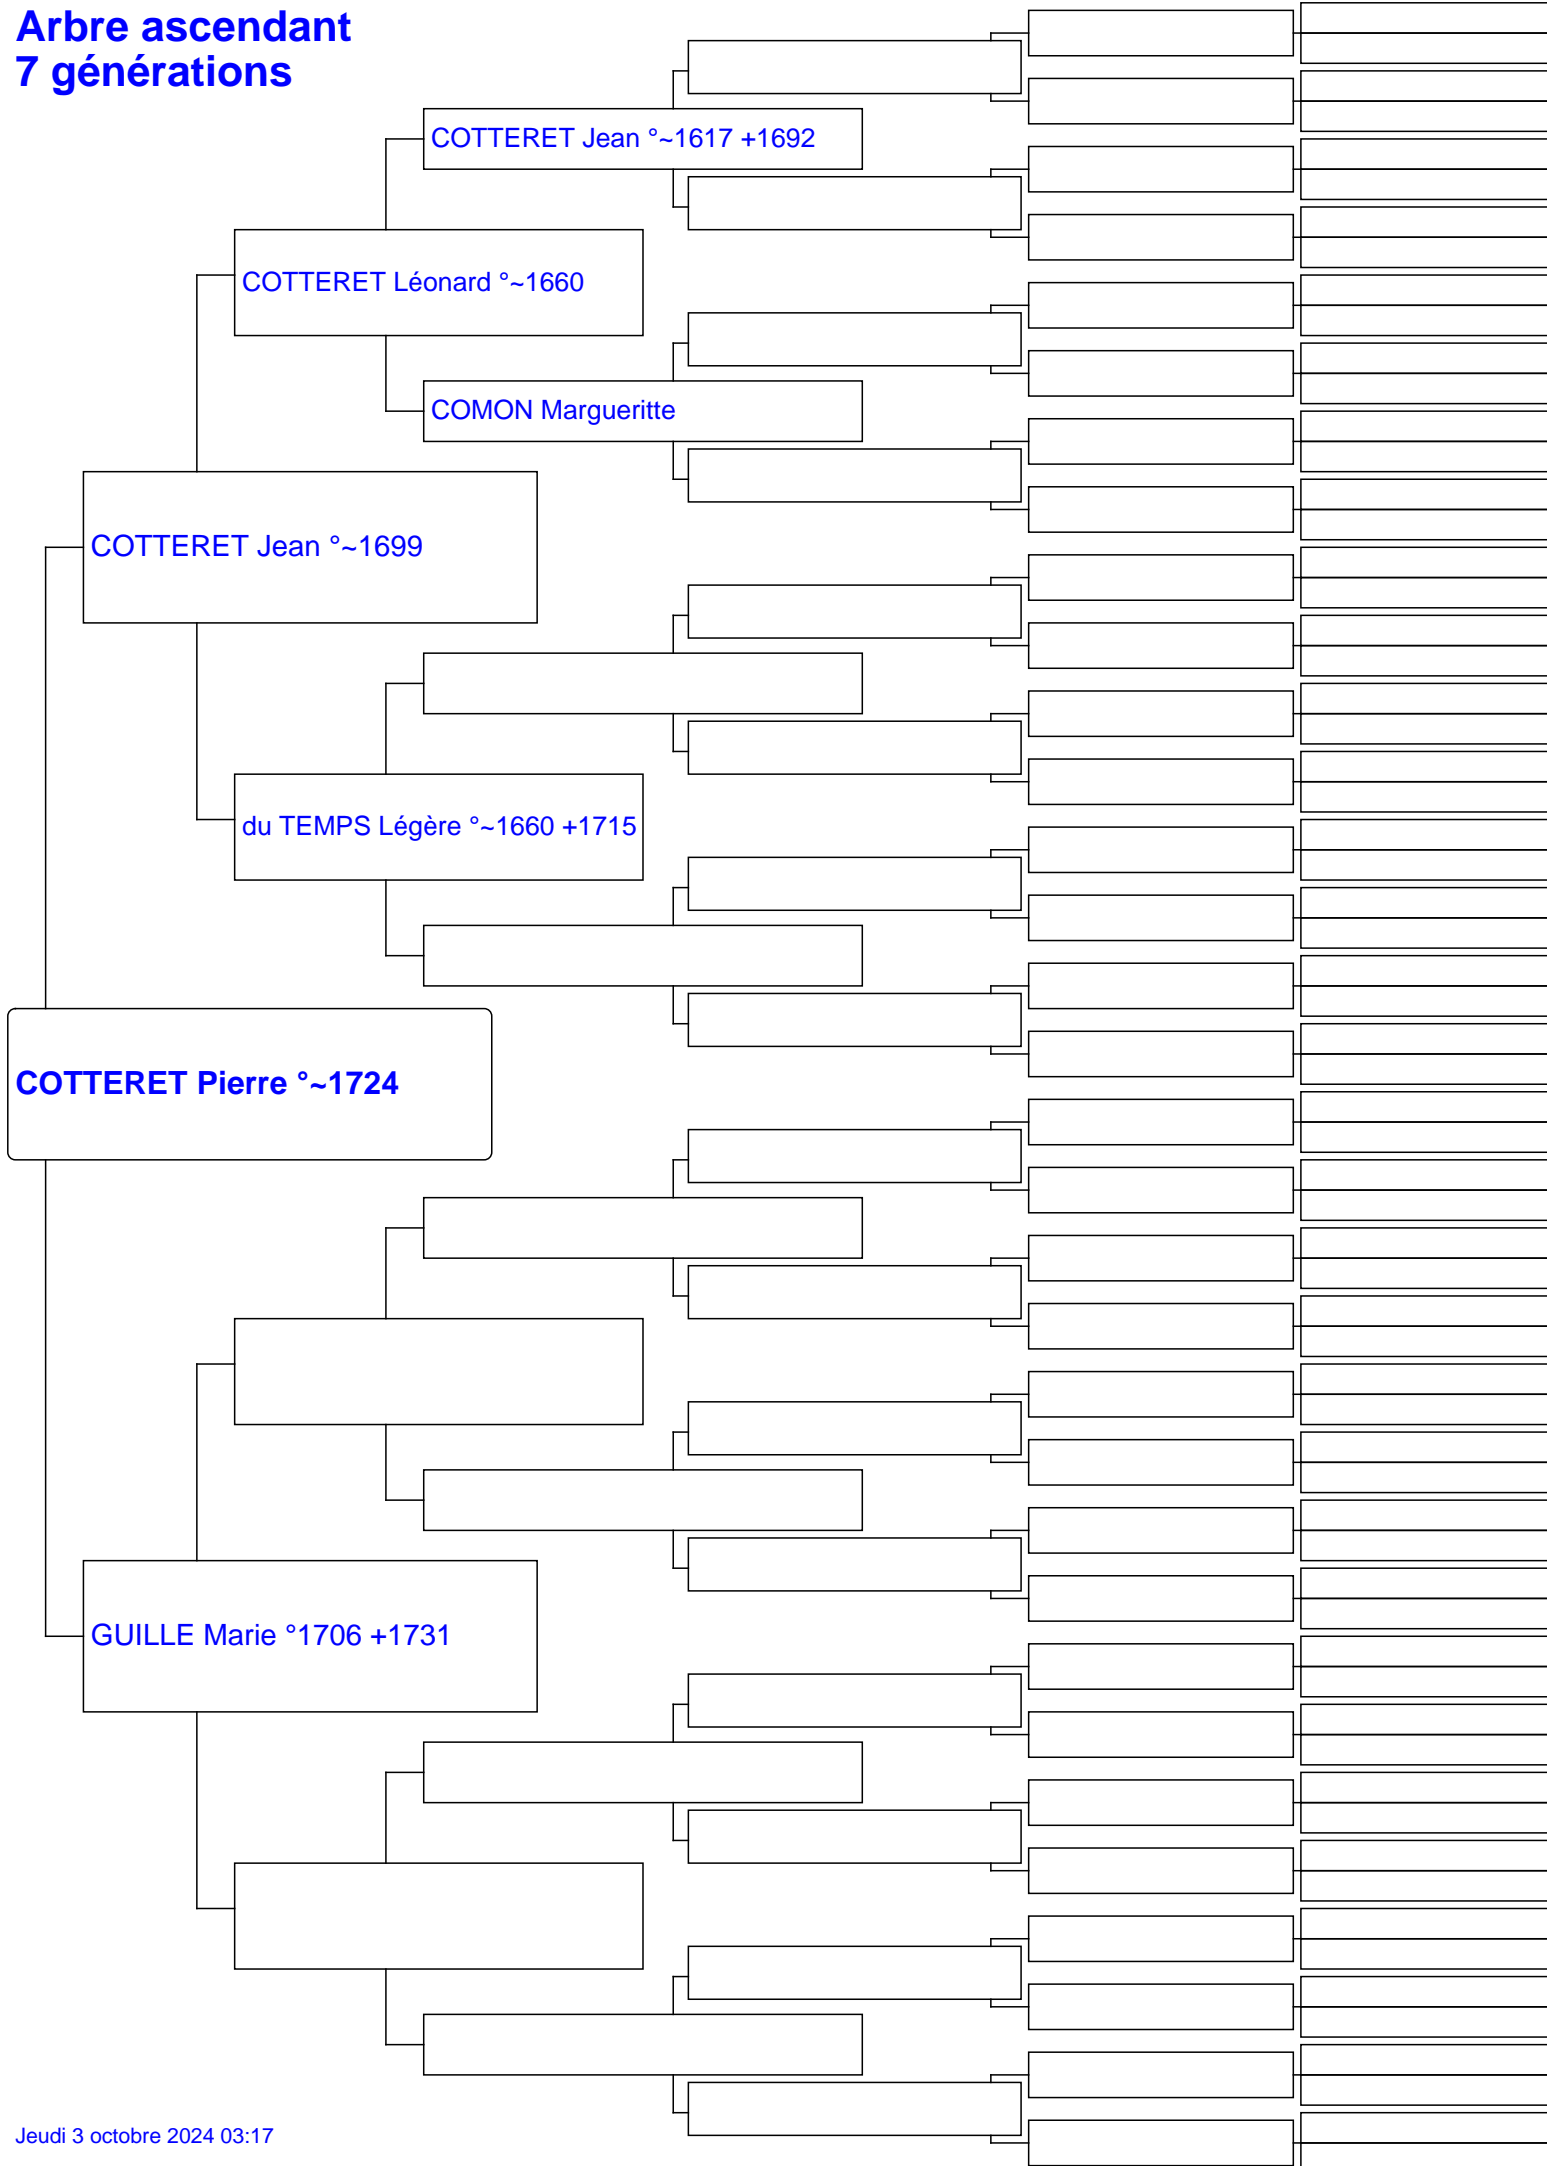 Arbre ascendant
7 générations
COTTERET Jean °~1617 +1692
COTTERET Léonard °~1660
COMON Margueritte
COTTERET Jean °~1699
du TEMPS Légère °~1660 +1715
COTTERET Pierre °~1724
GUILLE Marie °1706 +1731
Jeudi 3 octobre 2024 03:17